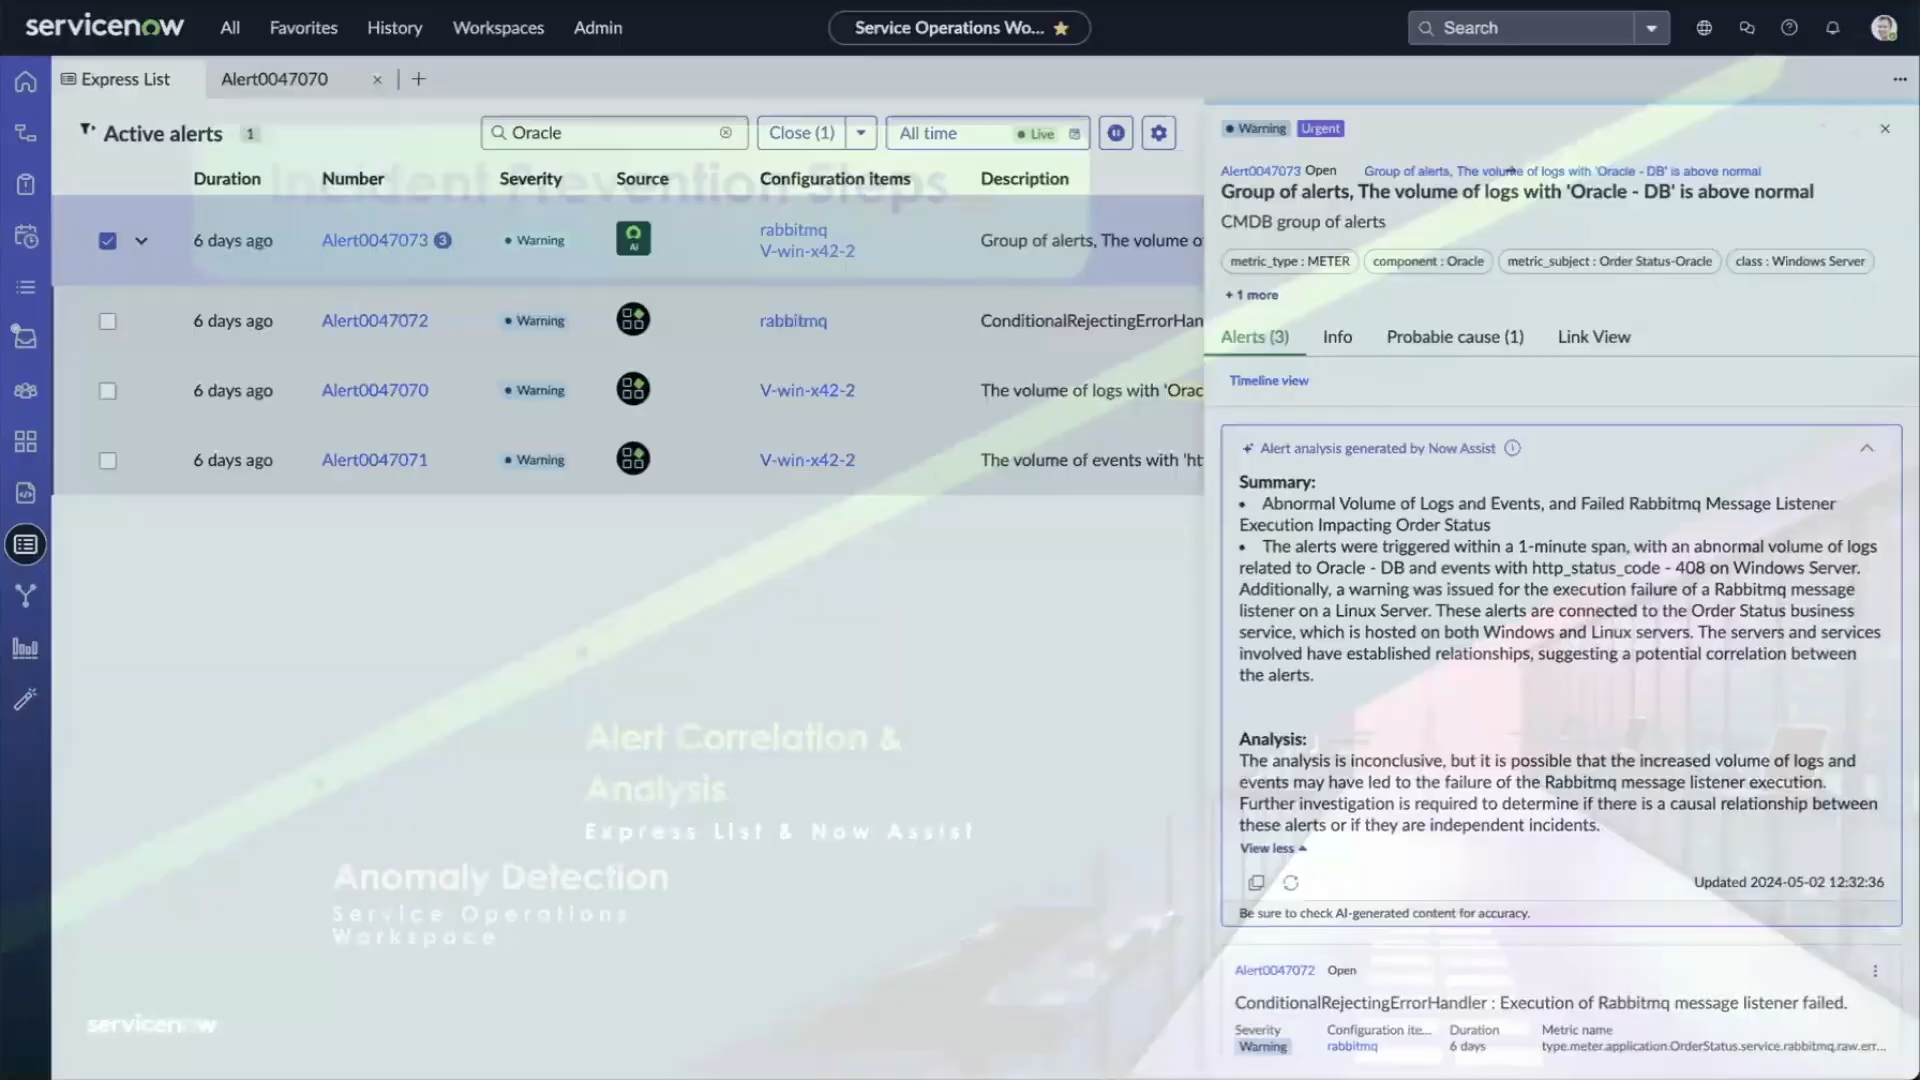 servicenow
All
Favorites
History
Workspaces
Admin
Service Operations Wo...
Search
Express List
Alert0047070
Active alerts 1
Oracle
Close (1)
All time
Live
Incident Prevention Steps
Duration
Number
Severity
Source
Configuration items
Description
6 days ago
Alert0047073 3
Warning
AI
rabbitmq
V-win-x42-2
Group of alerts, The volume o
6 days ago
Alert0047072
Warning
rabbitmq
ConditionalRejectingErrorHan
6 days ago
Alert0047070
Warning
V-win-x42-2
The volume of logs with 'Orac
6 days ago
Alert0047071
Warning
V-win-x42-2
The volume of events with 'ht
Alert Correlation &
Analysis
Express List & Now Assist
Anomaly Detection
Service Operations
Workspace
servicenow
Warning
Urgent
Alert0047073 Open
Group of alerts, The volume of logs with 'Oracle - DB' is above normal
Group of alerts, The volume of logs with 'Oracle - DB' is above normal
CMDB group of alerts
metric_type : METER
component : Oracle
metric_subject : Order Status-Oracle
class : Windows Server
+ 1 more
Alerts (3)
Info
Probable cause (1)
Link View
Timeline view
Alert analysis generated by Now Assist
Summary:
• Abnormal Volume of Logs and Events, and Failed Rabbitmq Message Listener
Execution Impacting Order Status
• The alerts were triggered within a 1-minute span, with an abnormal volume of logs
related to Oracle - DB and events with http_status_code - 408 on Windows Server.
Additionally, a warning was issued for the execution failure of a Rabbitmq message
listener on a Linux Server. These alerts are connected to the Order Status business
service, which is hosted on both Windows and Linux servers. The servers and services
involved have established relationships, suggesting a potential correlation between
the alerts.
Analysis:
The analysis is inconclusive, but it is possible that the increased volume of logs and
events may have led to the failure of the Rabbitmq message listener execution.
Further investigation is required to determine if there is a causal relationship between
these alerts or if they are independent incidents.
View less
Updated 2024-05-02 12:32:36
Be sure to check AI-generated content for accuracy.
Alert0047072 Open
ConditionalRejectingErrorHandler : Execution of Rabbitmq message listener failed.
Severity
Configuration ite...
Duration
Metric name
Warning
rabbitmq
6 days
type.meter.application.OrderStatus.service.rabbitmq.raw.err...